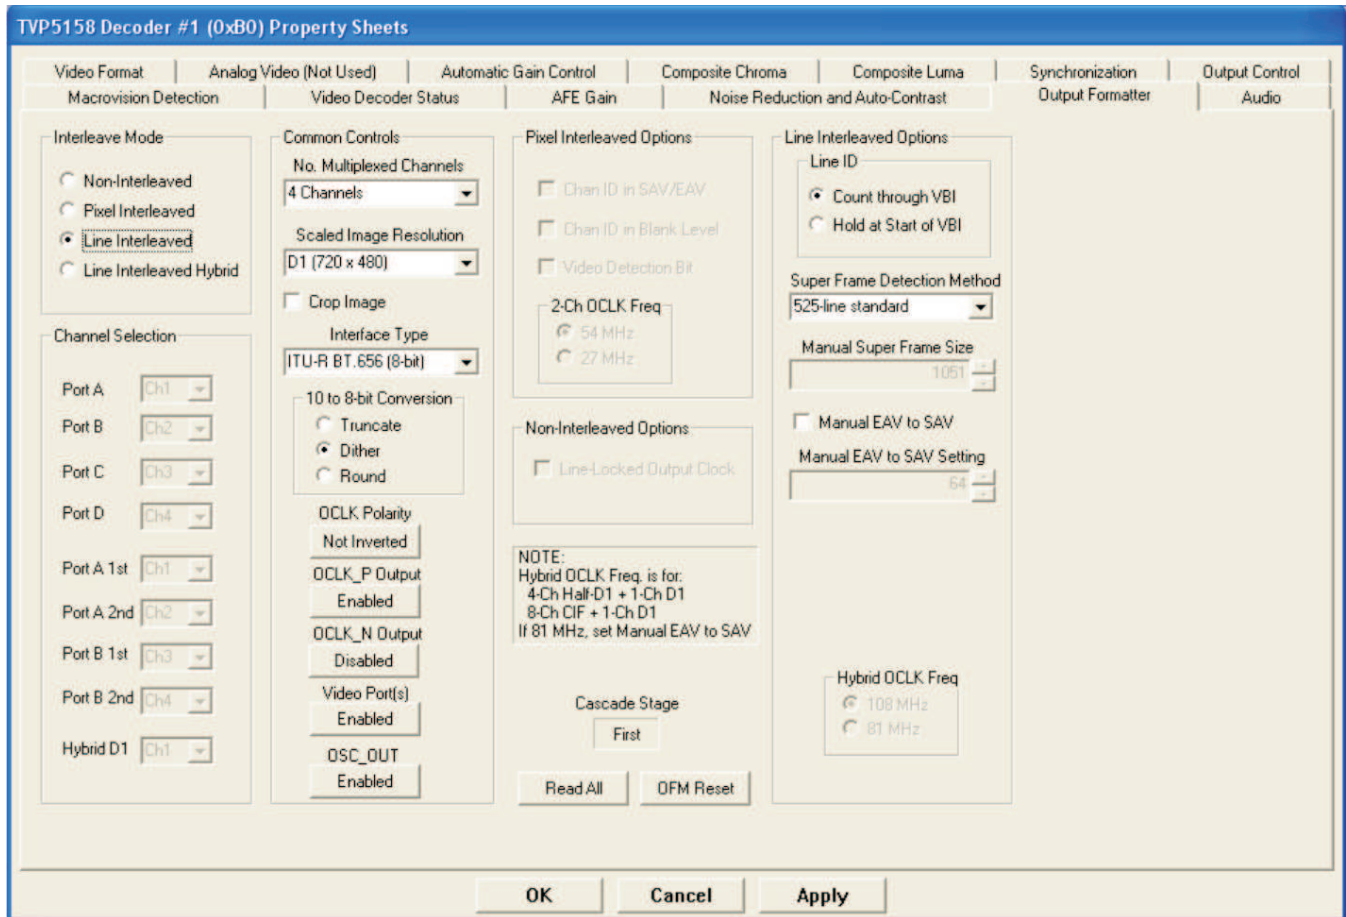 TVP5158 Decoder #1 (0xB0) Property Sheets
Video Format
Analog Video (Not Used)
Automatic Gain Control
Composite Chroma
Composite Luma
Synchronization
Output Control
Macrovision Detection
Video Decoder Status
AFE Gain
Noise Reduction and Auto-Contrast
Output Formatter
Audio
Interleave Mode
Non-Interleaved
Pixel Interleaved
Line Interleaved
Line Interleaved Hybrid
Channel Selection
Port A Ch1
Port B Ch2
Port C Ch3
Port D Ch4
Port A 1st Ch1
Port A 2nd Ch2
Port B 1st Ch3
Port B 2nd Ch4
Hybrid D1 Ch1
Common Controls
No. Multiplexed Channels
4 Channels
Scaled Image Resolution
D1 (720 x 480)
Crop Image
Interface Type
ITU-R BT.656 (8-bit)
10 to 8-bit Conversion
Truncate
Dither
Round
OCLK Polarity
Not Inverted
OCLK_P Output
Enabled
OCLK_N Output
Disabled
Video Port(s)
Enabled
OSC_OUT
Enabled
Pixel Interleaved Options
Chan ID in SAV/EAV
Chan ID in Blank Level
Video Detection Bit
2-Ch OCLK Freq
54 MHz
27 MHz
Non-Interleaved Options
Line-Locked Output Clock
NOTE:
Hybrid OCLK Freq. is for:
4-Ch Half-D1 + 1-Ch D1
8-Ch CIF + 1-Ch D1
If 81 MHz, set Manual EAV to SAV
Cascade Stage
First
Read All
OFM Reset
Line Interleaved Options
Line ID
Count through VBI
Hold at Start of VBI
Super Frame Detection Method
525-line standard
Manual Super Frame Size
1051
Manual EAV to SAV
Manual EAV to SAV Setting
64
Hybrid OCLK Freq
108 MHz
81 MHz
OK
Cancel
Apply